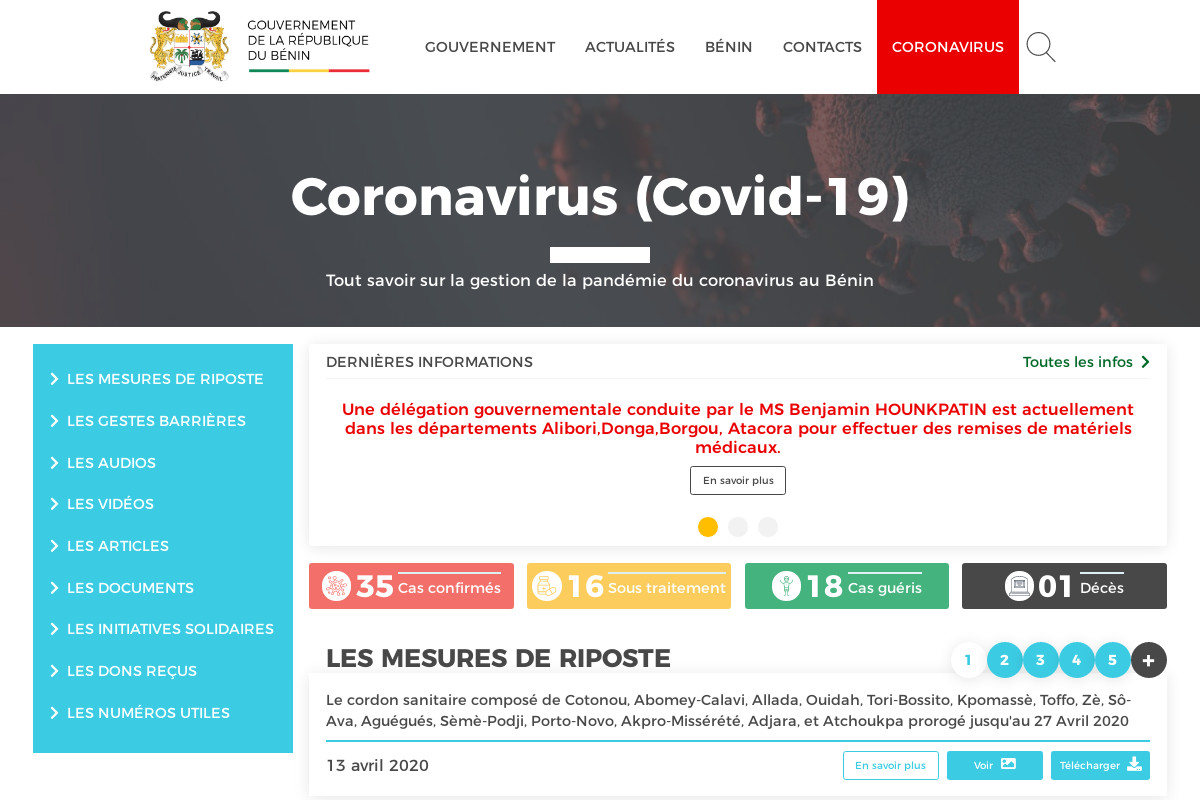 GOUVERNEMENT
DE LA RÉPUBLIQUE
DU BÉNIN
FRATERNITÉ JUSTICE TRAVAIL
GOUVERNEMENT
ACTUALITÉS
BÉNIN
CONTACTS
CORONAVIRUS
Coronavirus (Covid-19)
Tout savoir sur la gestion de la pandémie du coronavirus au Bénin
LES MESURES DE RIPOSTE
LES GESTES BARRIÈRES
LES AUDIOS
LES VIDÉOS
LES ARTICLES
LES DOCUMENTS
LES INITIATIVES SOLIDAIRES
LES DONS REÇUS
LES NUMÉROS UTILES
DERNIÈRES INFORMATIONS
Toutes les infos
Une délégation gouvernementale conduite par le MS Benjamin HOUNKPATIN est actuellement
dans les départements Alibori,Donga,Borgou, Atacora pour effectuer des remises de matériels
médicaux.
En savoir plus
35 Cas confirmés
16 Sous traitement
18 Cas guéris
01 Décès
LES MESURES DE RIPOSTE
1 2 3 4 5 +
Le cordon sanitaire composé de Cotonou, Abomey-Calavi, Allada, Ouidah, Tori-Bossito, Kpomassè, Toffo, Zè, Sô-
Ava, Aguégués, Sèmè-Podji, Porto-Novo, Akpro-Missérété, Adjara, et Atchoukpa prorogé jusqu'au 27 Avril 2020
13 avril 2020
En savoir plus
Voir
Télécharger